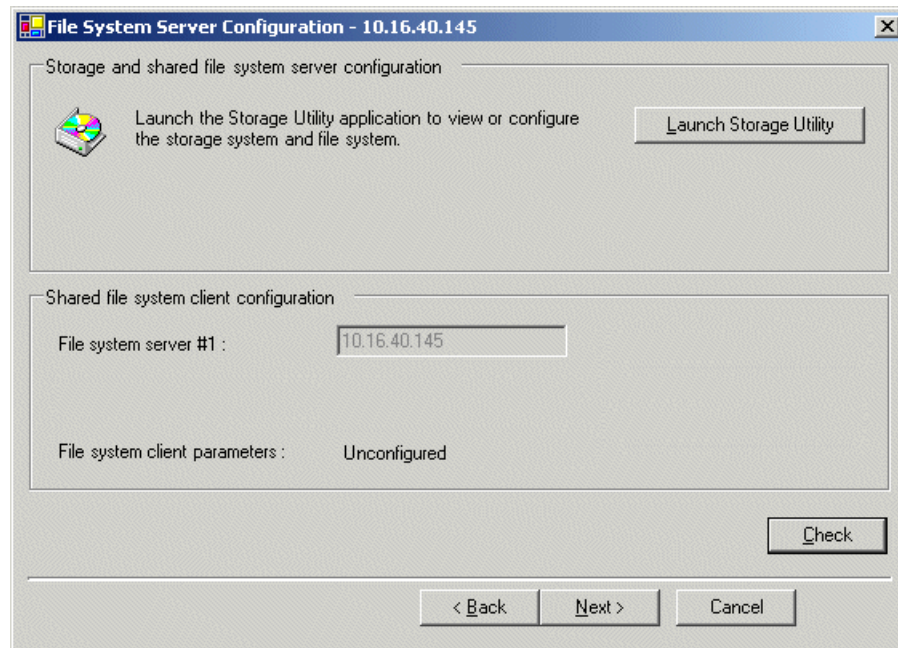 File System Server Configuration - 10.16.40.145
Storage and shared file system server configuration
Launch the Storage Utility application to view or configure
the storage system and file system.
Launch Storage Utility
Shared file system client configuration
File system server #1 :
10.16.40.145
File system client parameters :
Unconfigured
Check
< Back
Next >
Cancel